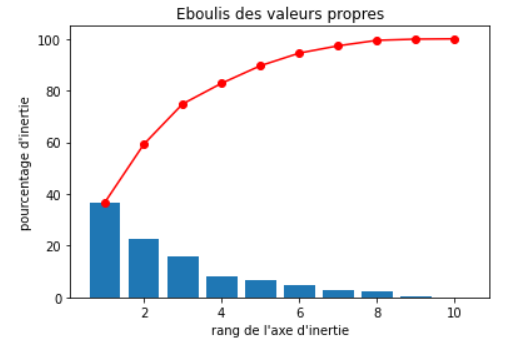 Eboulis des valeurs propres
100
80
60
40
20
0
pourcentage d'inertie
2 4 6 8 10
rang de l'axe d'inertie